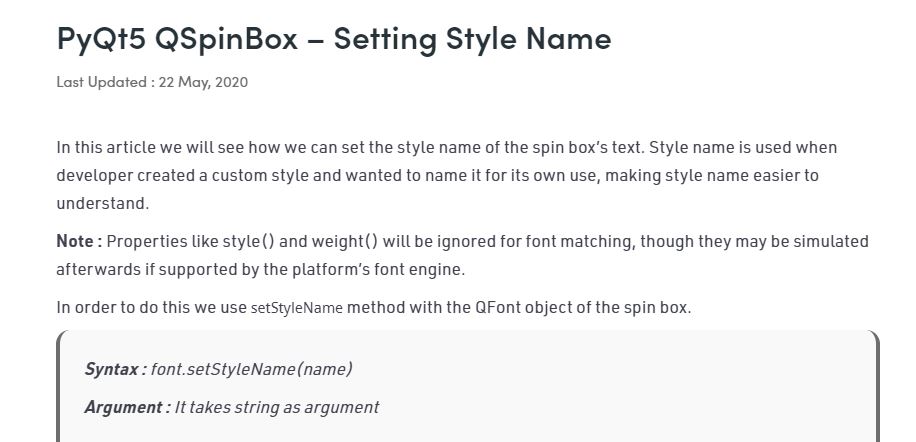 PyQt5 QSpinBox – Setting Style Name
Last Updated : 22 May, 2020
In this article we will see how we can set the style name of the spin box's text. Style name is used when
developer created a custom style and wanted to name it for its own use, making style name easier to
understand.
Note : Properties like style() and weight() will be ignored for font matching, though they may be simulated
afterwards if supported by the platform's font engine.
In order to do this we use setStyleName method with the QFont object of the spin box.
Syntax : font.setStyleName(name)
Argument : It takes string as argument